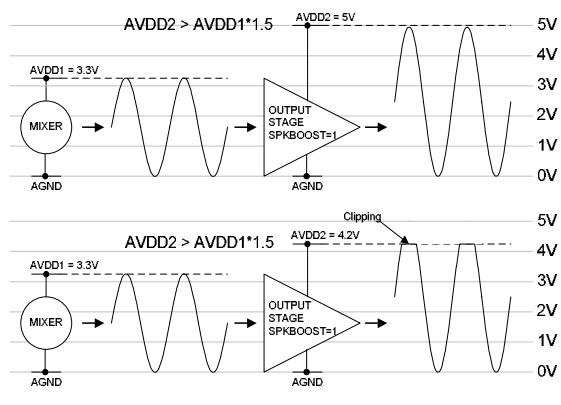 AVDD2 > AVDD1*1.5
AVDD2 = 5V
5V
4V
AVDD1 = 3.3V
3V
OUTPUT
STAGE
SPKBOOST=1
2V
MIXER
1V
0V
AGND
AGND
Clipping
5V
AVDD2 > AVDD1*1.5
AVDD2 = 4.2V
4V
AVDD1 = 3.3V
3V
OUTPUT
STAGE
SPKBOOST=1
2V
MIXER
1V
0V
AGND
AGND